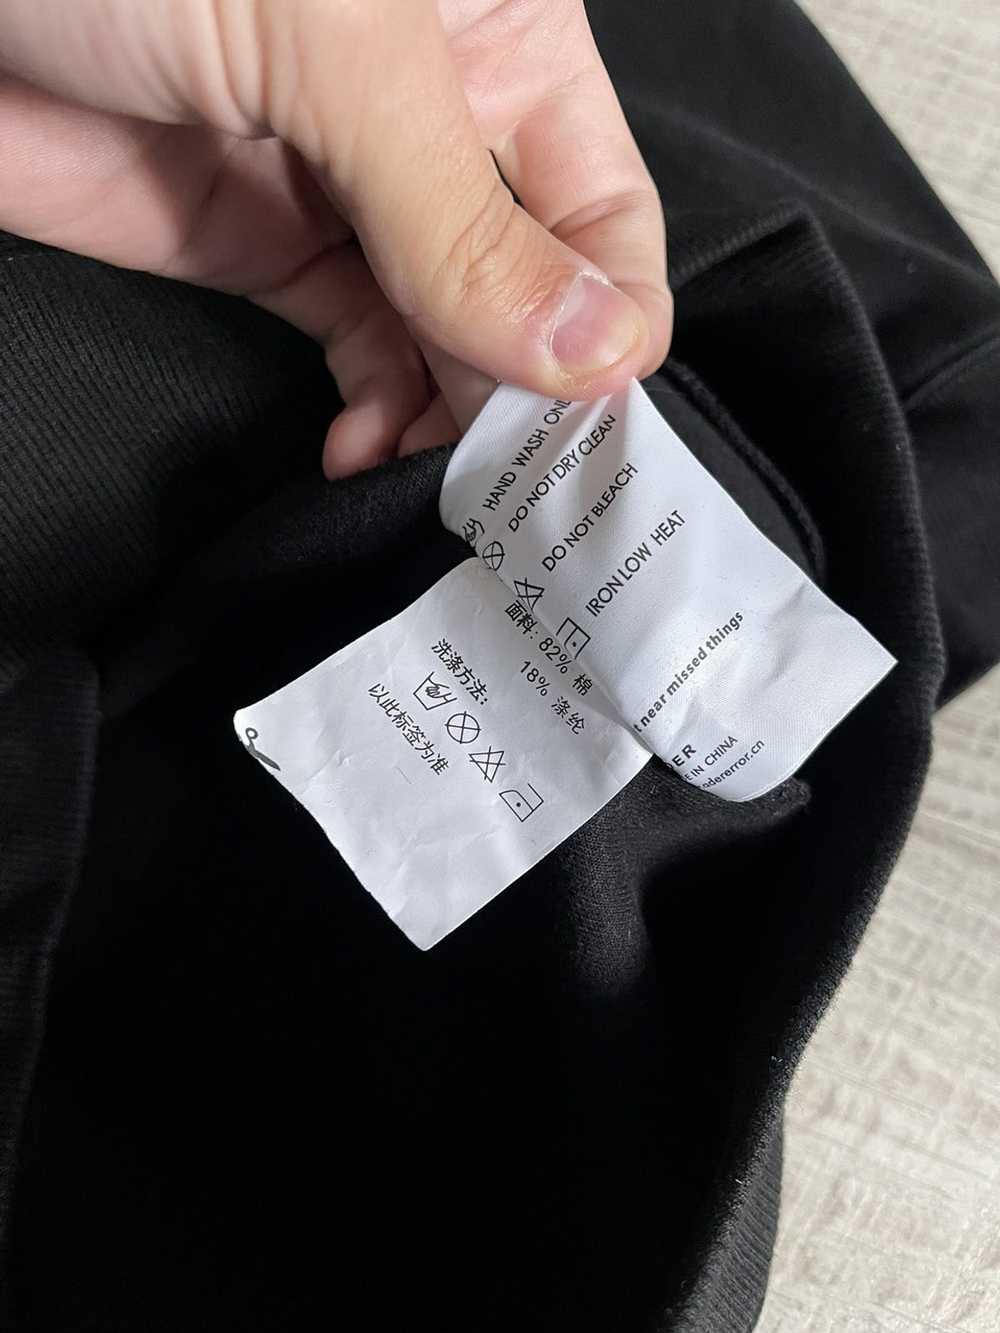 HAND WASH ONL
DO NOT DRY CLEAN
DO NOT BLEACH
IRON LOW HEAT
t near missed things
ER
E IN CHINA
adererror.cn
面料: 82% 棉
18% 涤纶
洗涤方法:
以此标签为准
&